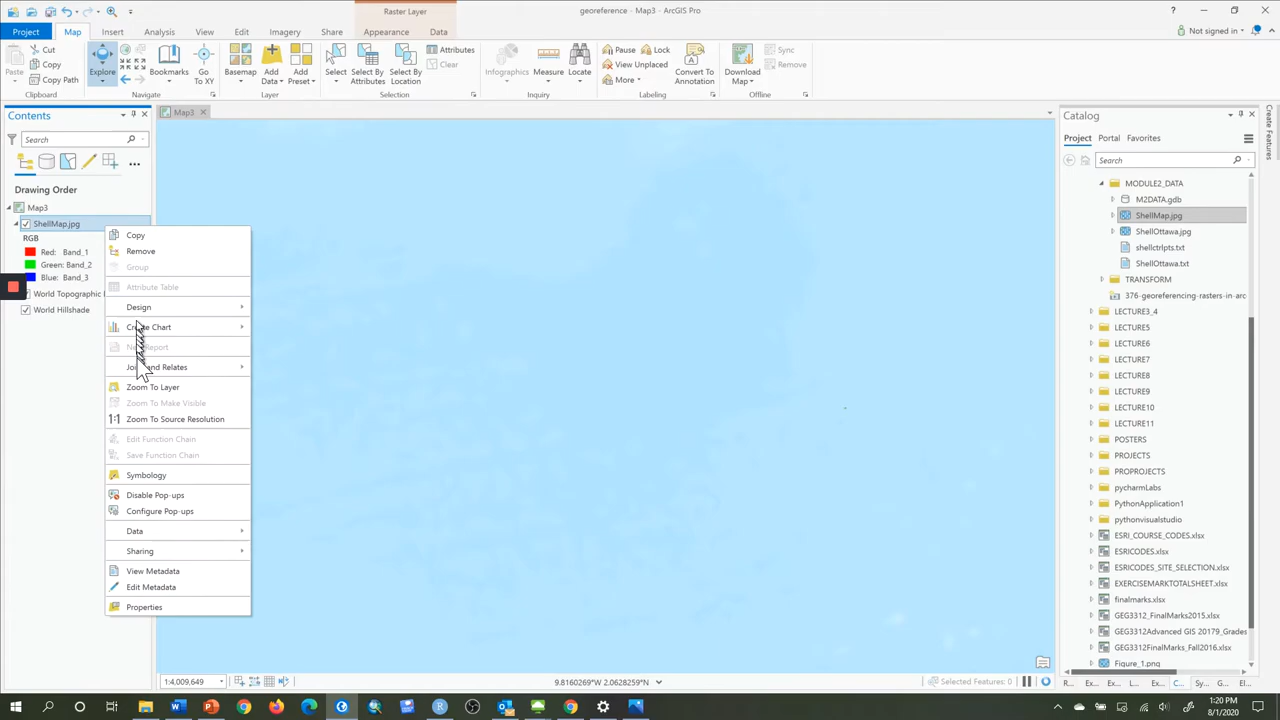 Raster Layer
georeference - Map3 - ArcGIS Pro
Project Map Insert Analysis View Edit Imagery Share Appearance Data
Not signed in
Paste
Cut
Copy
Copy Path
Clipboard
Explore
Bookmarks
Go To XY
Navigate
Basemap
Add Data
Add Preset
Layer
Select
Select By Attributes
Select By Location
Attributes
Clear
Selection
Infographics
Measure
Locate
Inquiry
Pause
Lock
View Unplaced
More
Convert To Annotation
Labeling
Download Map
Sync
Remove
Offline
Contents
Search
Drawing Order
Map3
ShellMap.jpg
RGB
Red: Band_1
Green: Band_2
Blue: Band_3
World Topographic
World Hillshade
Copy
Remove
Group
Attribute Table
Design
Create Chart
New Report
Joins and Relates
Zoom To Layer
Zoom To Make Visible
1:1 Zoom To Source Resolution
Edit Function Chain
Save Function Chain
Symbology
Disable Pop-ups
Configure Pop-ups
Data
Sharing
View Metadata
Edit Metadata
Properties
Map3
1:4,009,649
9.8160269°W 2.0628259°N
Selected Features: 0
Catalog
Project Portal Favorites
Search
MODULE2_DATA
M2DATA.gdb
ShellMap.jpg
ShellOttawa.jpg
shellctrlpts.txt
ShellOttawa.txt
TRANSFORM
376-georeferencing-rasters-in-arc
LECTURE3_4
LECTURE5
LECTURE6
LECTURE7
LECTURE8
LECTURE9
LECTURE10
LECTURE11
POSTERS
PROJECTS
PROPROJECTS
pycharmLabs
PythonApplication1
pythonvisualstudio
ESRI_COURSE_CODES.xlsx
ESRICODES.xlsx
ESRICODES_SITE_SELECTION.xlsx
EXERCISEMARKTOTALSHEET.xlsx
finalmarks.xlsx
GEG3312_FinalMarks2015.xlsx
GEG3312Advanced GIS 20179_Grades
GEG3312FinalMarks_Fall2016.xlsx
Figure_1.png
R... Ex... L... Ex... C... Sy... G... El...
Create Features
1:20 PM
8/1/2020